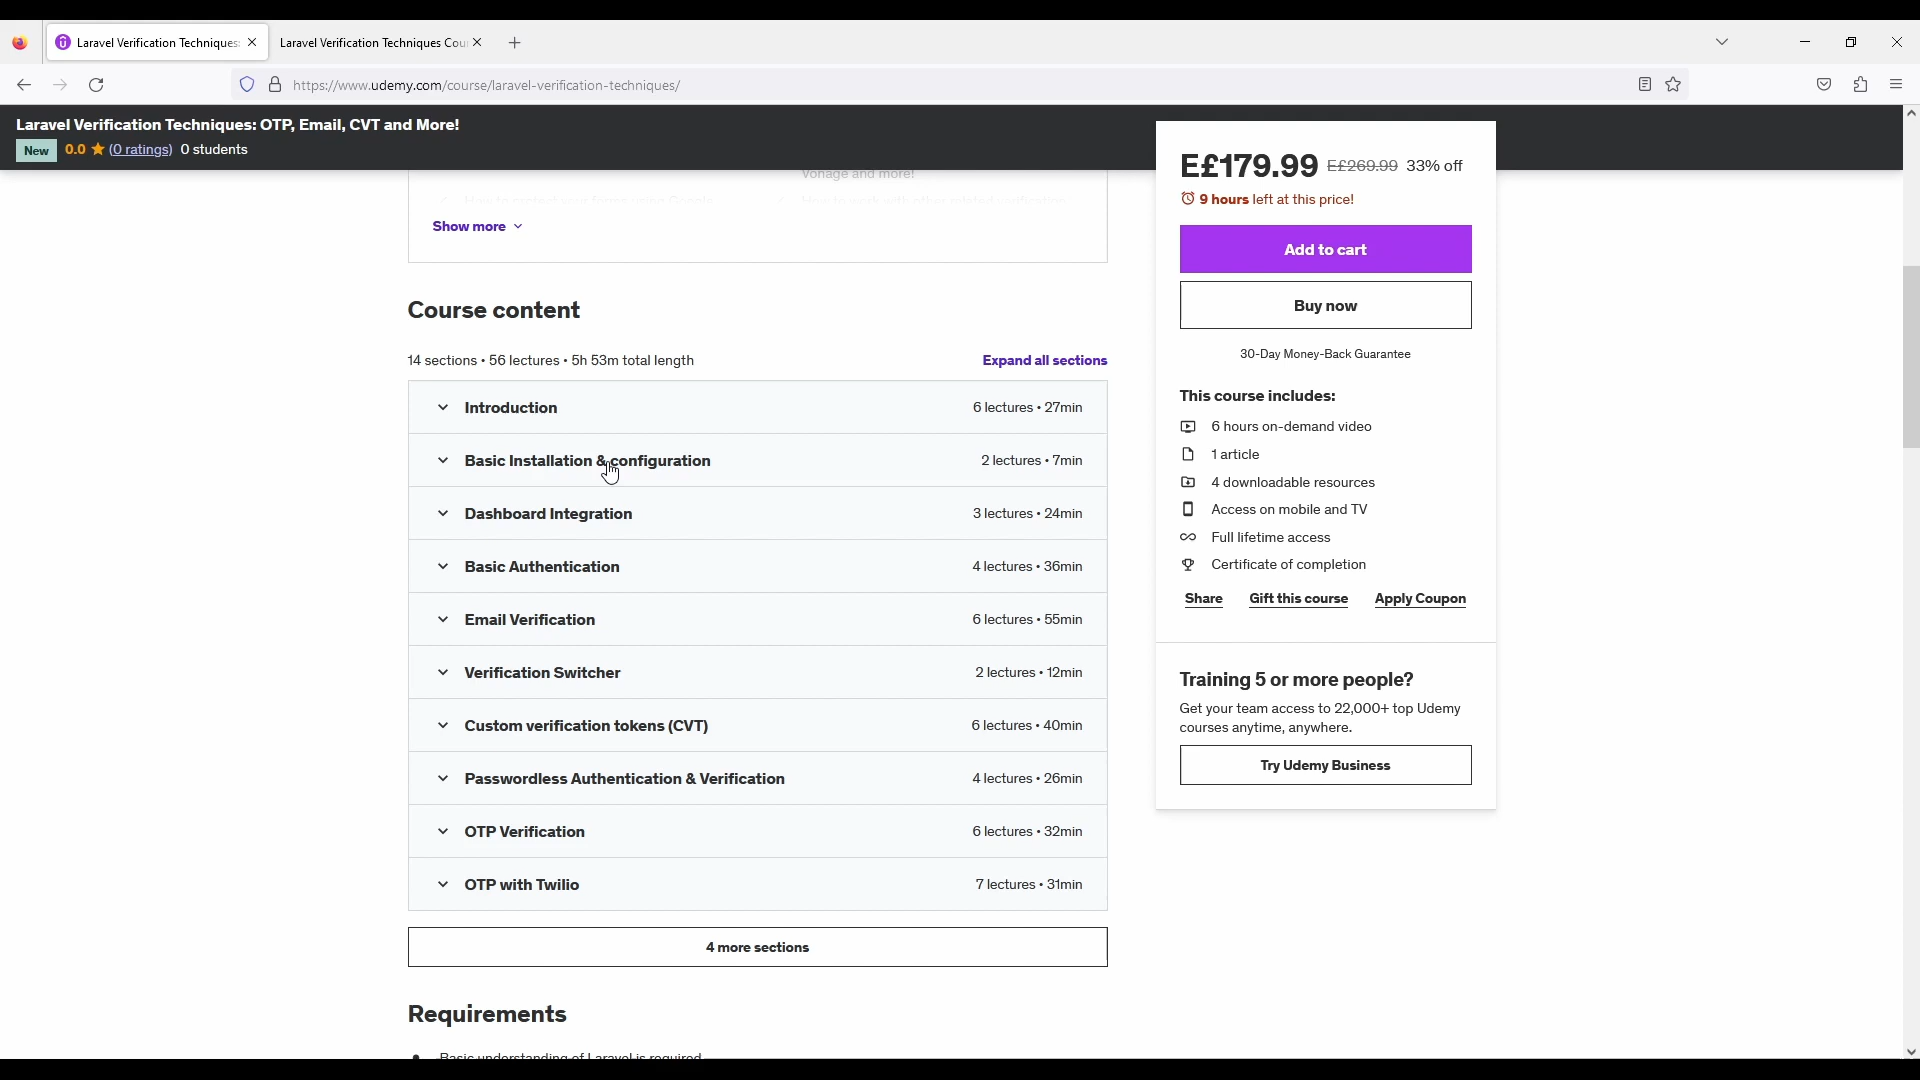 Laravel Verification Techniques:
Laravel Verification Techniques Cou
https://www.udemy.com/course/laravel-verification-techniques/
Laravel Verification Techniques: OTP, Email, CVT and More!
New 0.0 (0 ratings) 0 students
Vonage and more!
Show more
Course content
14 sections • 56 lectures • 5h 53m total length
Expand all sections
Introduction 6 lectures • 27min
Basic Installation & configuration 2 lectures • 7min
Dashboard Integration 3 lectures • 24min
Basic Authentication 4 lectures • 36min
Email Verification 6 lectures • 55min
Verification Switcher 2 lectures • 12min
Custom verification tokens (CVT) 6 lectures • 40min
Passwordless Authentication & Verification 4 lectures • 26min
OTP Verification 6 lectures • 32min
OTP with Twilio 7 lectures • 31min
4 more sections
Requirements
Basic understanding of Laravel is required
E£179.99 E£269.99 33% off
9 hours left at this price!
Add to cart
Buy now
30-Day Money-Back Guarantee
This course includes:
6 hours on-demand video
1 article
4 downloadable resources
Access on mobile and TV
Full lifetime access
Certificate of completion
Share Gift this course Apply Coupon
Training 5 or more people?
Get your team access to 22,000+ top Udemy
courses anytime, anywhere.
Try Udemy Business